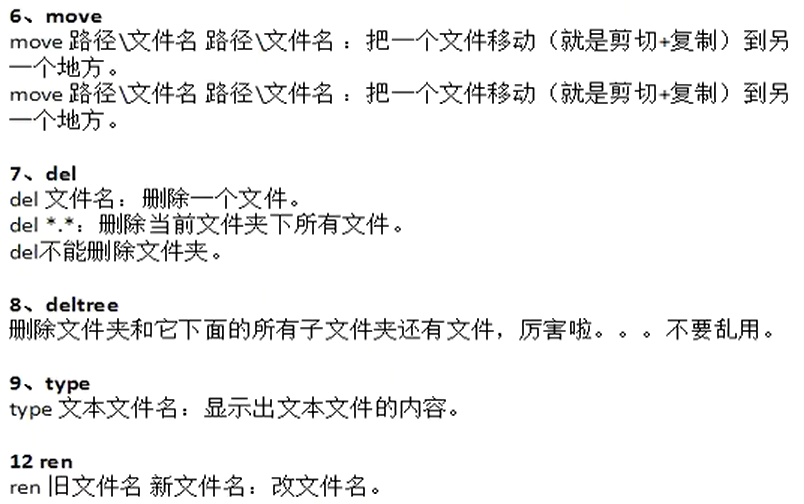 6、move
move 路径\文件名 路径\文件名 ：把一个文件移动（就是剪切+复制）到另
一个地方。
move 路径\文件名 路径\文件名 ：把一个文件移动（就是剪切+复制）到另
一个地方。
7、del
del 文件名：删除一个文件。
del *.*：删除当前文件夹下所有文件。
del不能删除文件夹。
8、deltree
删除文件夹和它下面的所有子文件夹还有文件，厉害啦。。。不要乱用。
9、type
type 文本文件名：显示出文本文件的内容。
12 ren
ren 旧文件名 新文件名：改文件名。